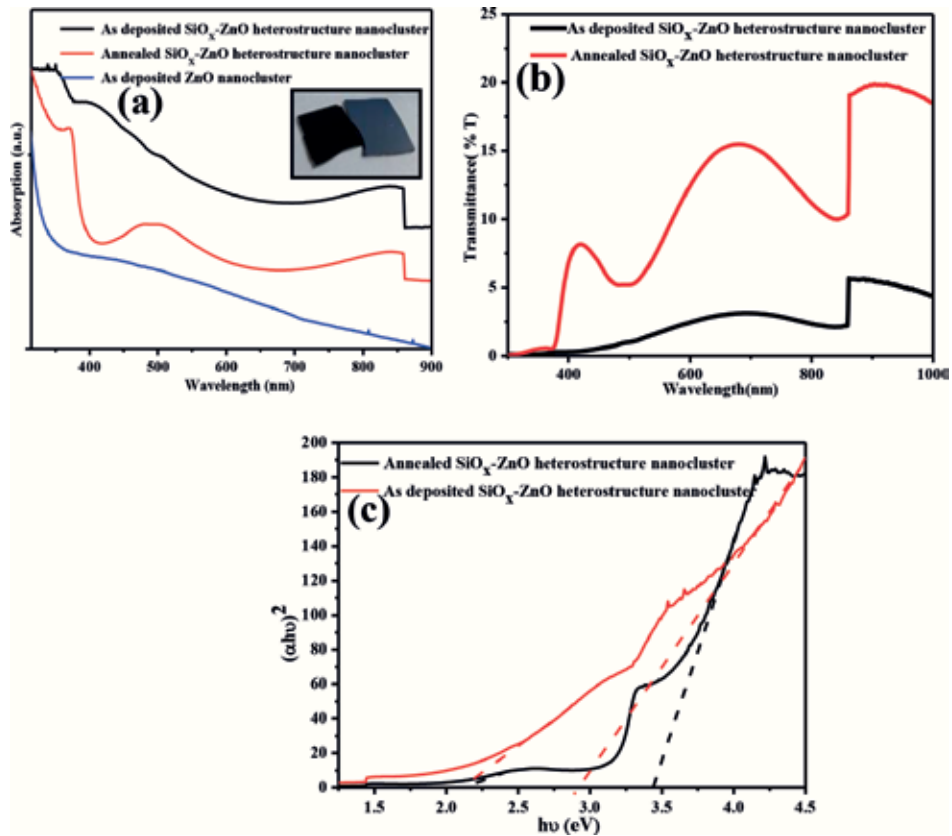 As deposited SiOx-ZnO heterostructure nanocluster
Annealed SiOx-ZnO heterostructure nanocluster
As deposited ZnO nanocluster
(a)
Absorption (a.u.)
400 500 600 700 800 900
Wavelength (nm)
As deposited SiOx-ZnO heterostructure nanocluster
Annealed SiOx-ZnO heterostructure nanocluster
(b)
Transmittance( % T)
25
20
15
10
5
0
400 600 800 1000
Wavelength(nm)
Annealed SiOx-ZnO heterostructure nanocluster
As deposited SiOx-ZnO heterostructure nanocluster
(c)
(αhυ)2
200
180
160
140
120
100
80
60
40
20
0
1.5 2.0 2.5 3.0 3.5 4.0 4.5
hυ (eV)